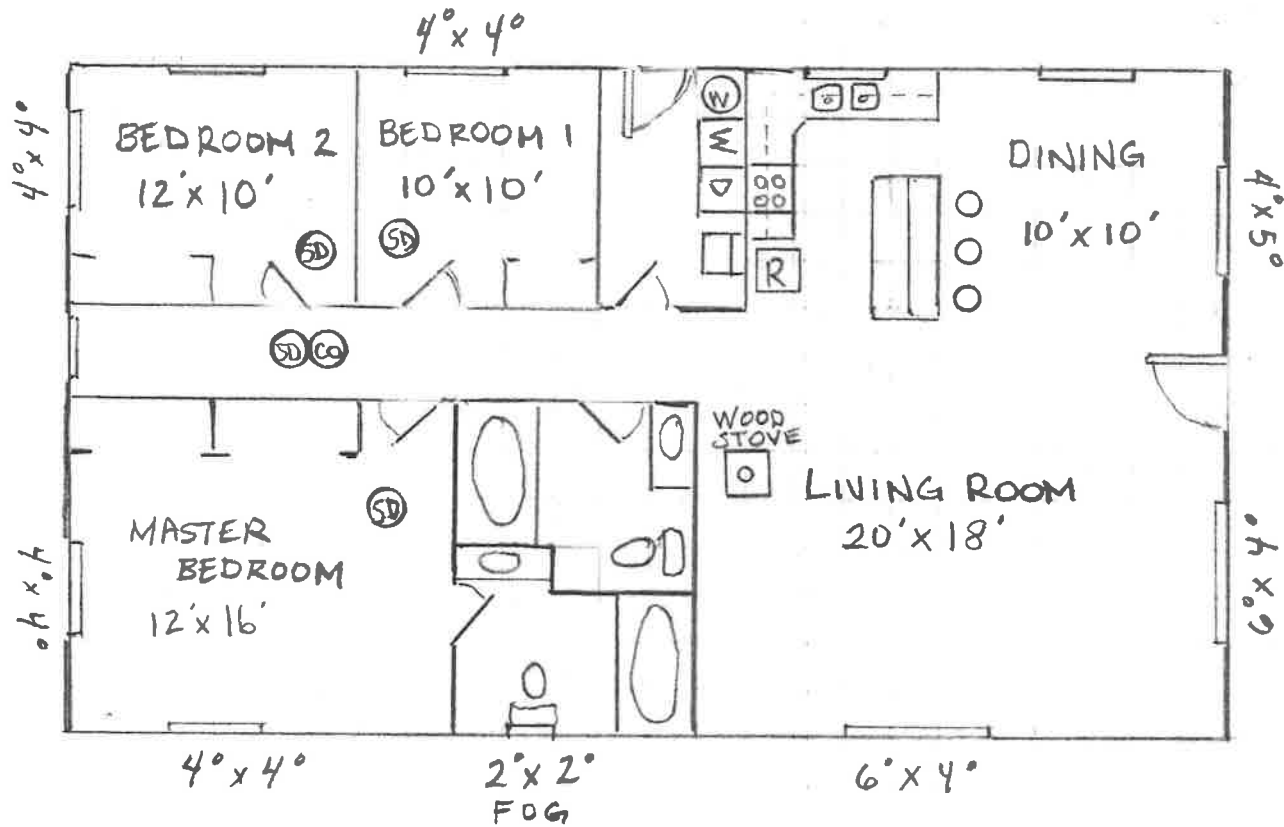 4° x 4°
4° x 4°
BEDROOM 2
12' x 10'
SD
BEDROOM 1
10' x 10'
SD
W
W
D
R
DINING
10' x 10'
4° x 5°
SD
CO
WOOD
STOVE
LIVING ROOM
20' x 18'
6° x 4°
SD
MASTER
BEDROOM
12' x 16'
4° x 4°
4° x 4°
2° x 2°
FOG
6° x 4°